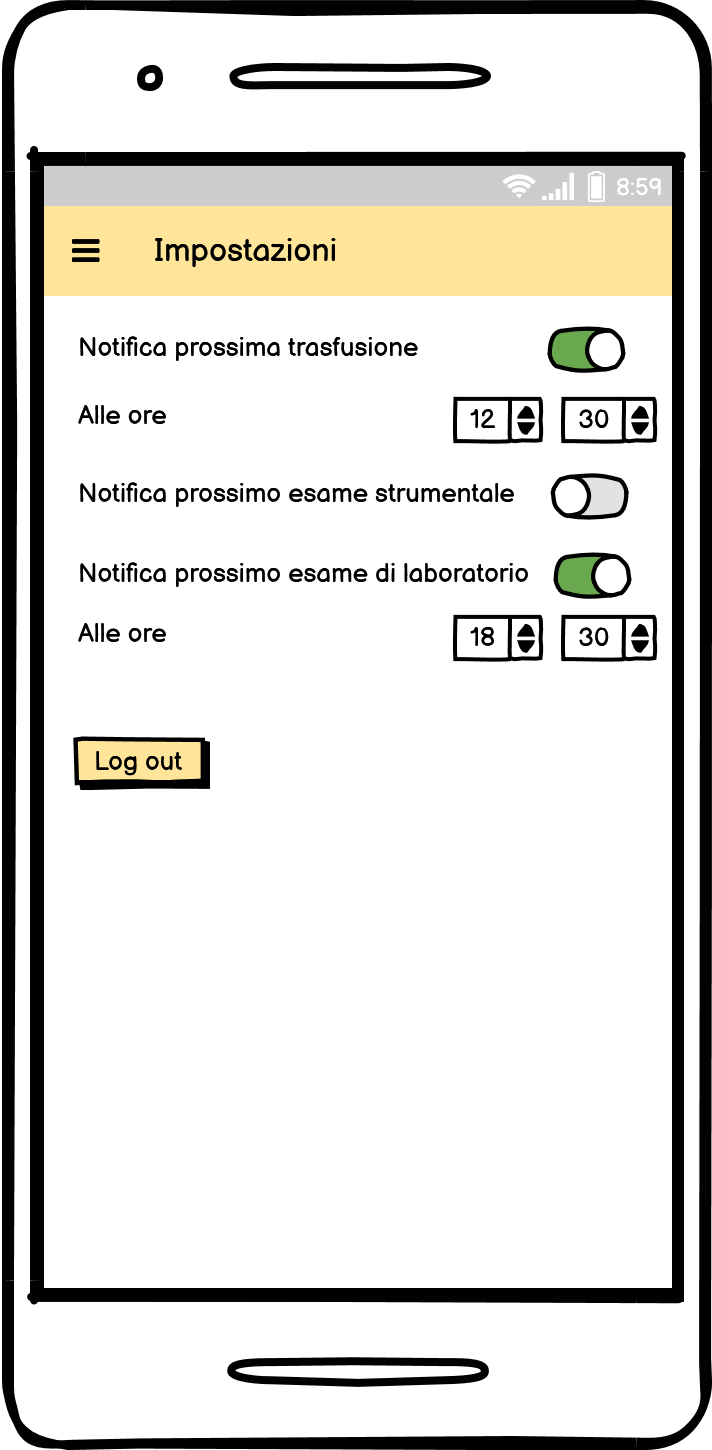 8:59
Impostazioni
Notifica prossima trasfusione
Alle ore 12 30
Notifica prossimo esame strumentale
Notifica prossimo esame di laboratorio
Alle ore 18 30
Log out